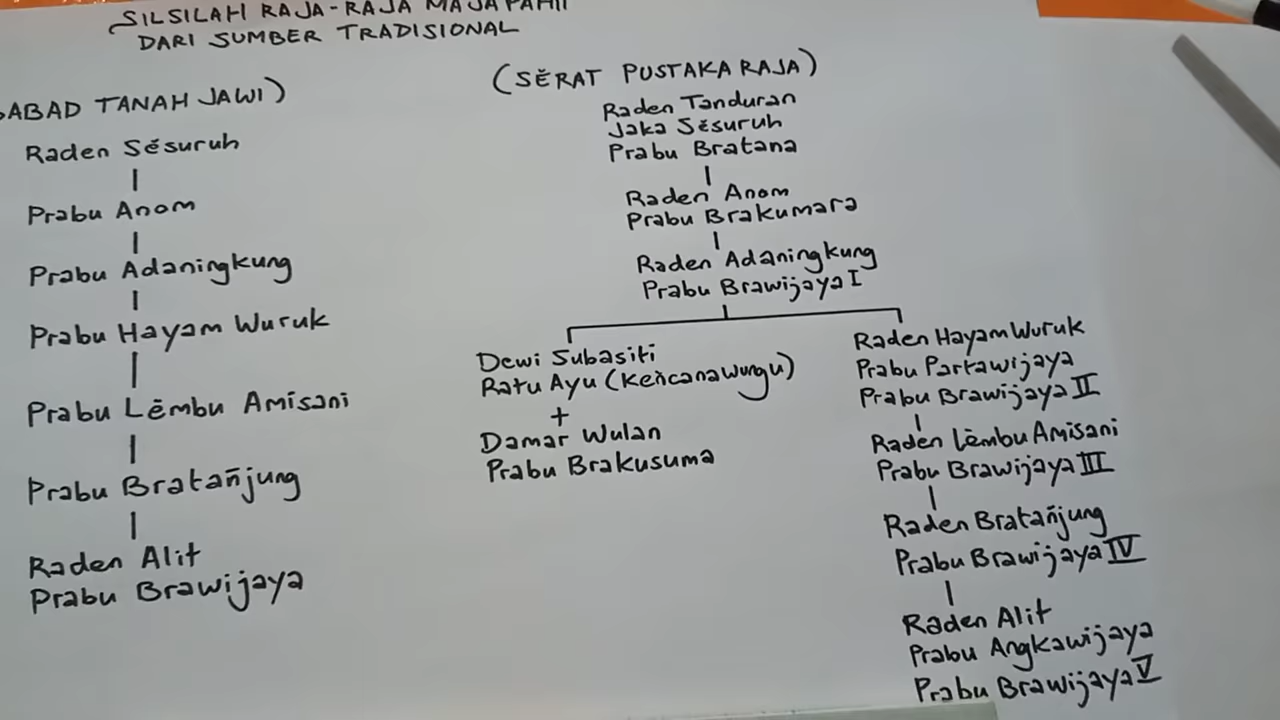 SILSILAH RAJA-RAJA MAJAPAHIT
DARI SUMBER TRADISIONAL
BABAD TANAH JAWI)
Raden Sĕsuruh
Prabu Anom
Prabu Adaningkung
Prabu Hayam Wuruk
Prabu Lĕmbu Amisani
Prabu Bratañjung
Raden Alit
Prabu Brawijaya
(SĔRAT PUSTAKA RAJA)
Raden Tanduran
Jaka Sĕsuruh
Prabu Bratana
Raden Anom
Prabu Brakumara
Raden Adaningkung
Prabu Brawijaya I
Dewi Subasiti
Ratu Ayu (Keñcanawungu)
+
Damar Wulan
Prabu Brakusuma
Raden Hayam Wuruk
Prabu Partawijaya
Prabu Brawijaya II
Raden Lĕmbu Amisani
Prabu Brawijaya III
Raden Bratañjung
Prabu Brawijaya IV
Raden Alit
Prabu Angkawijaya
Prabu Brawijaya V